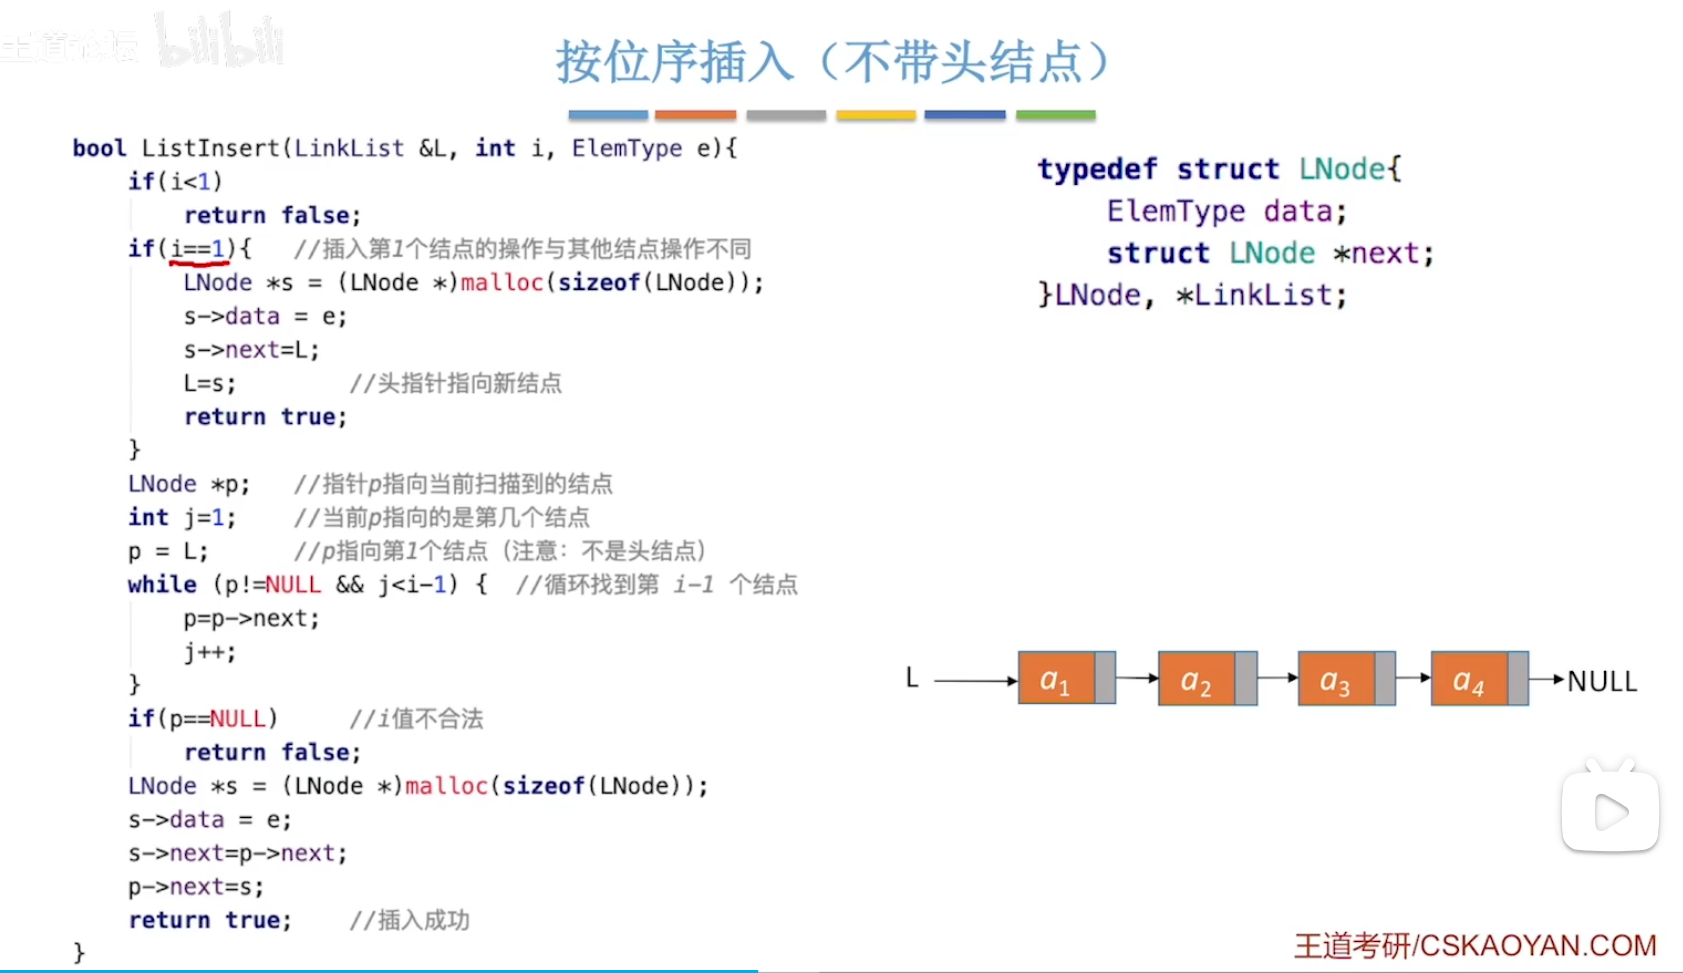 王道论坛 bilibili
按位序插入（不带头结点）
bool ListInsert(LinkList &L, int i, ElemType e){
if(i<1)
return false;
if(i==1){ //插入第1个结点的操作与其他结点操作不同
LNode *s = (LNode *)malloc(sizeof(LNode));
s->data = e;
s->next=L;
L=s; //头指针指向新结点
return true;
}
LNode *p; //指针p指向当前扫描到的结点
int j=1; //当前p指向的是第几个结点
p = L; //p指向第1个结点（注意：不是头结点）
while (p!=NULL && j<i-1) { //循环找到第 i-1 个结点
p=p->next;
j++;
}
if(p==NULL) //i值不合法
return false;
LNode *s = (LNode *)malloc(sizeof(LNode));
s->data = e;
s->next=p->next;
p->next=s;
return true; //插入成功
}
typedef struct LNode{
ElemType data;
struct LNode *next;
}LNode, *LinkList;
L a1 a2 a3 a4 NULL
王道考研/CSKAOYAN.COM